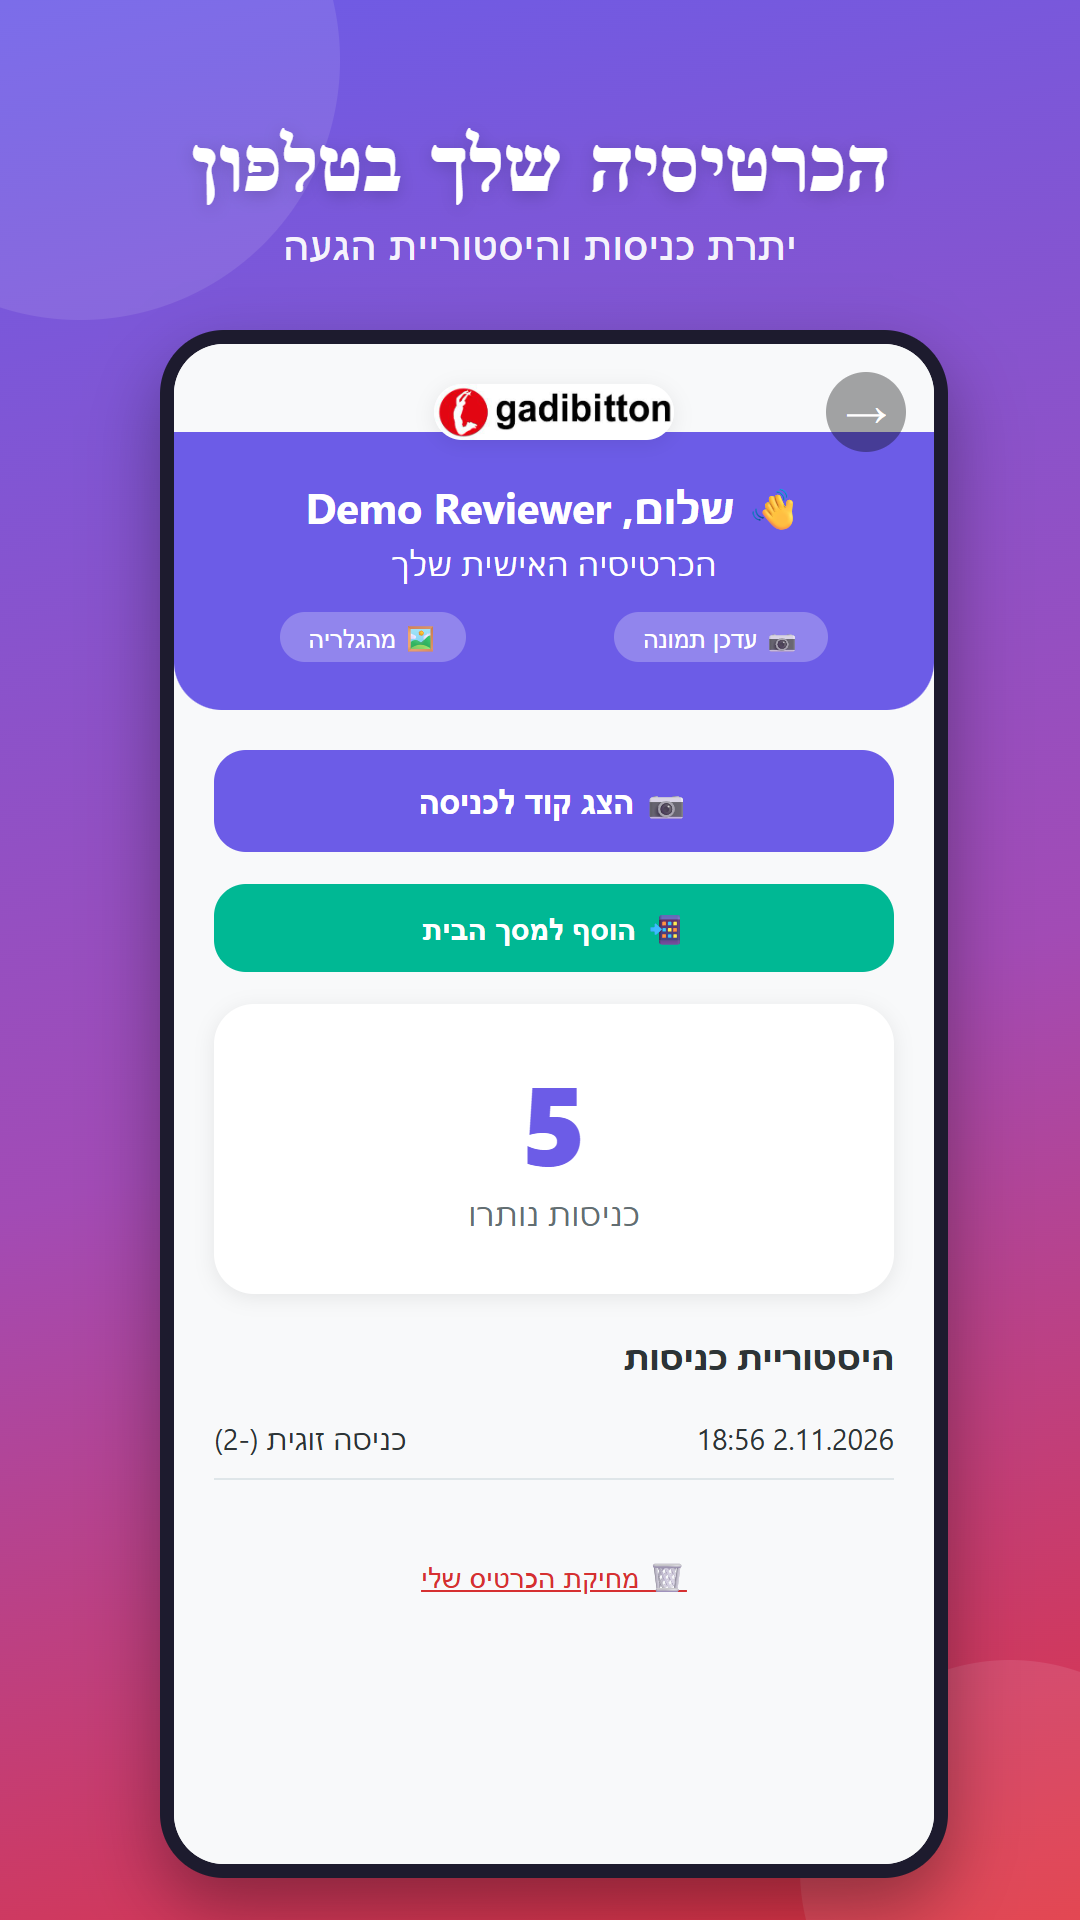 הכרטיסיה שלך בטלפון
יתרת כניסות והיסטוריית הגעה
gadibitton
→
👋 שלום, Demo Reviewer
הכרטיסיה האישית שלך
📷 עדכן תמונה
🖼️ מהגלריה
📷 הצג קוד לכניסה
📲 הוסף למסך הבית
5
כניסות נותרו
היסטוריית כניסות
2.11.2026 18:56
כניסה זוגית (-2)
🗑️ מחיקת הכרטיס שלי